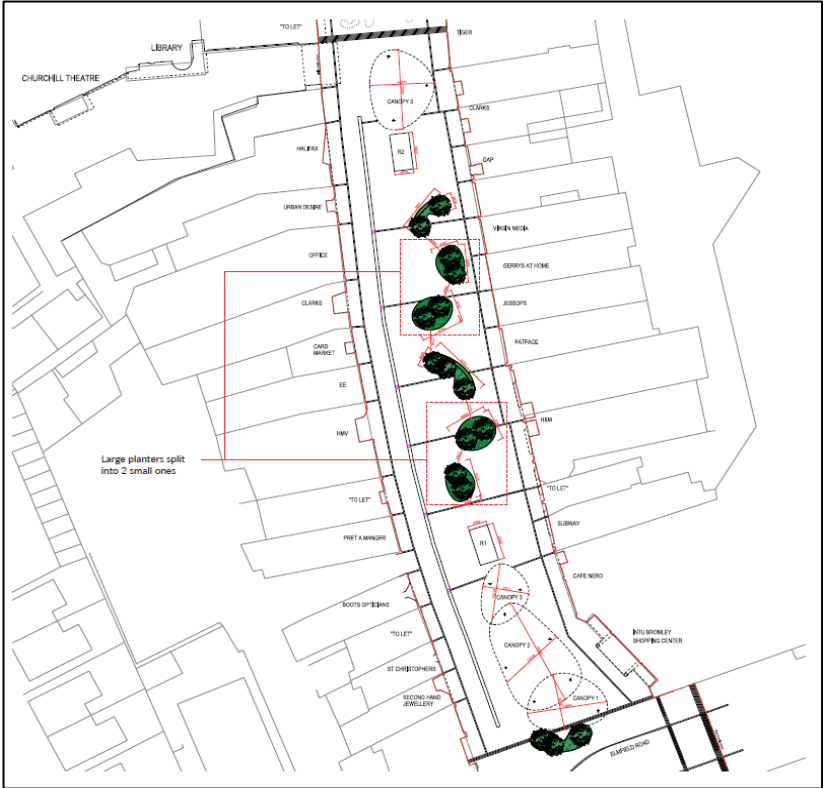 "TO LET"
TIGER
LIBRARY
CHURCHILL THEATRE
CANOPY 3
CLARKS
HALIFAX
R2
GAP
URBAN DESIRE
VIRGIN MEDIA
OFFICE
GERRYS AT HOME
CLARKS
JESSOPS
CARD
MARKET
FATFACE
EE
HMV
H&M
Large planters split
into 2 small ones
"TO LET"
"TO LET"
SUBWAY
PRET A MANGER
R1
CAFE NERO
CANOPY 3
BOOTS OPTICIANS
"TO LET"
INTU BROMLEY
SHOPPING CENTER
CANOPY 2
ST CHRISTOPHERS
SECOND HAND
JEWELLERY
CANOPY 1
ELMFIELD ROAD